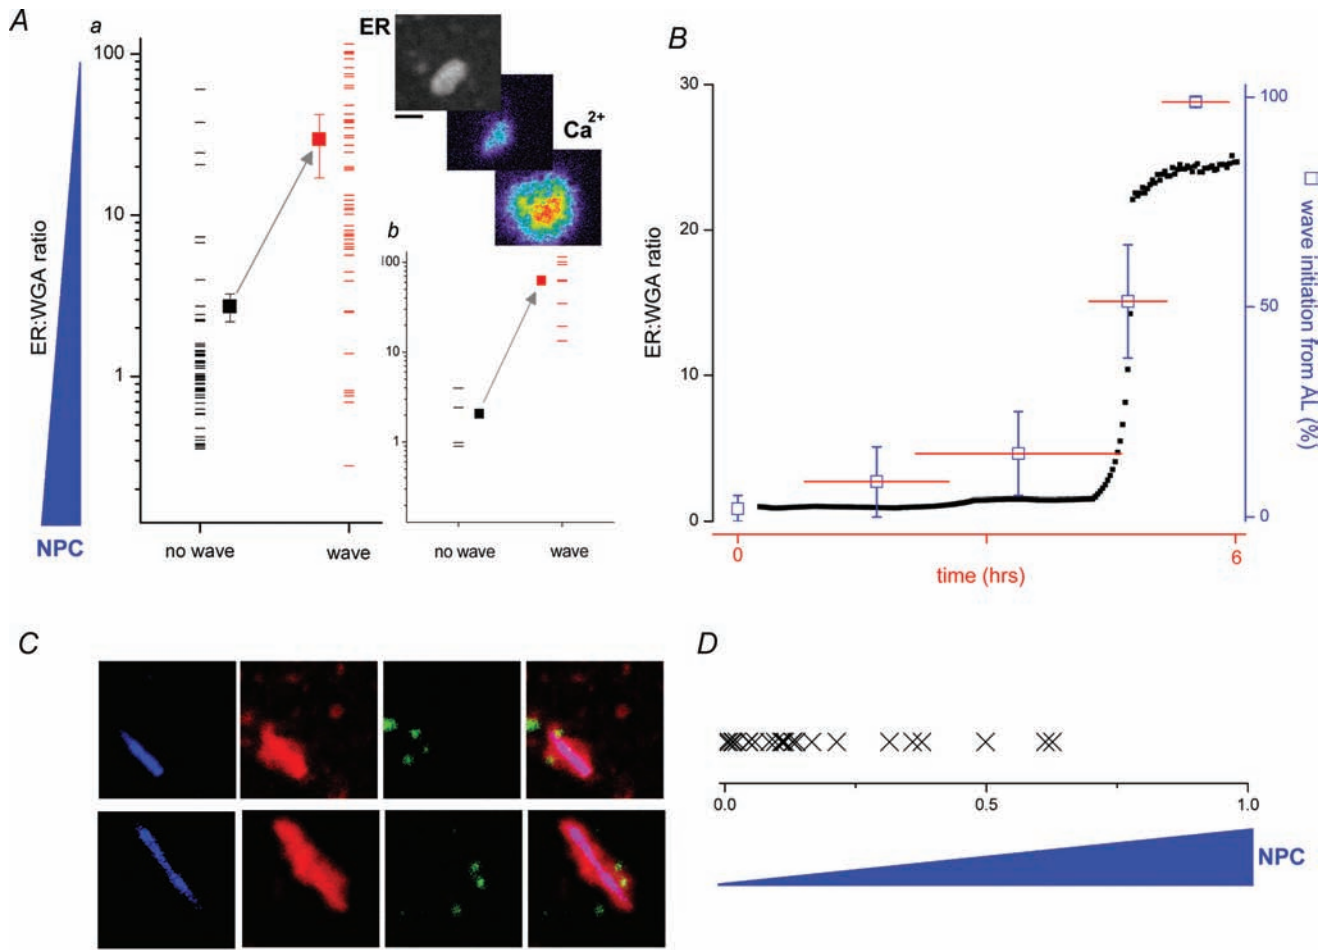 A
a
ER
Ca2+
100
10
1
ER:WGA ratio
NPC
no wave
wave
b
100
10
1
no wave
wave
B
30
20
10
0
ER:WGA ratio
100
50
0
wave initiation from AL (%)
0
6
time (hrs)
C
D
0.0
0.5
1.0
NPC